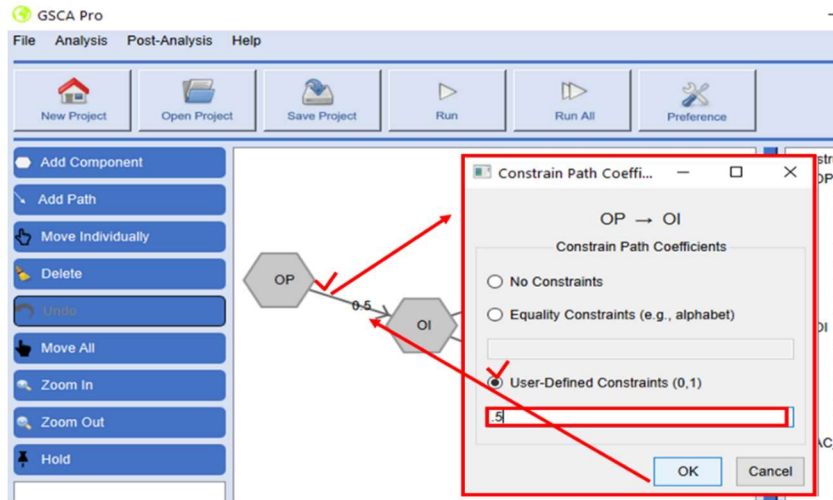 GSCA Pro
File Analysis Post-Analysis Help
New Project Open Project Save Project Run Run All Preference
Add Component
Add Path
Move Individually
Delete
Undo
Move All
Zoom In
Zoom Out
Hold
OP
0.5
OI
Constrain Path Coeffi...
OP → OI
Constrain Path Coefficients
No Constraints
Equality Constraints (e.g., alphabet)
User-Defined Constraints (0,1)
.5
OK Cancel